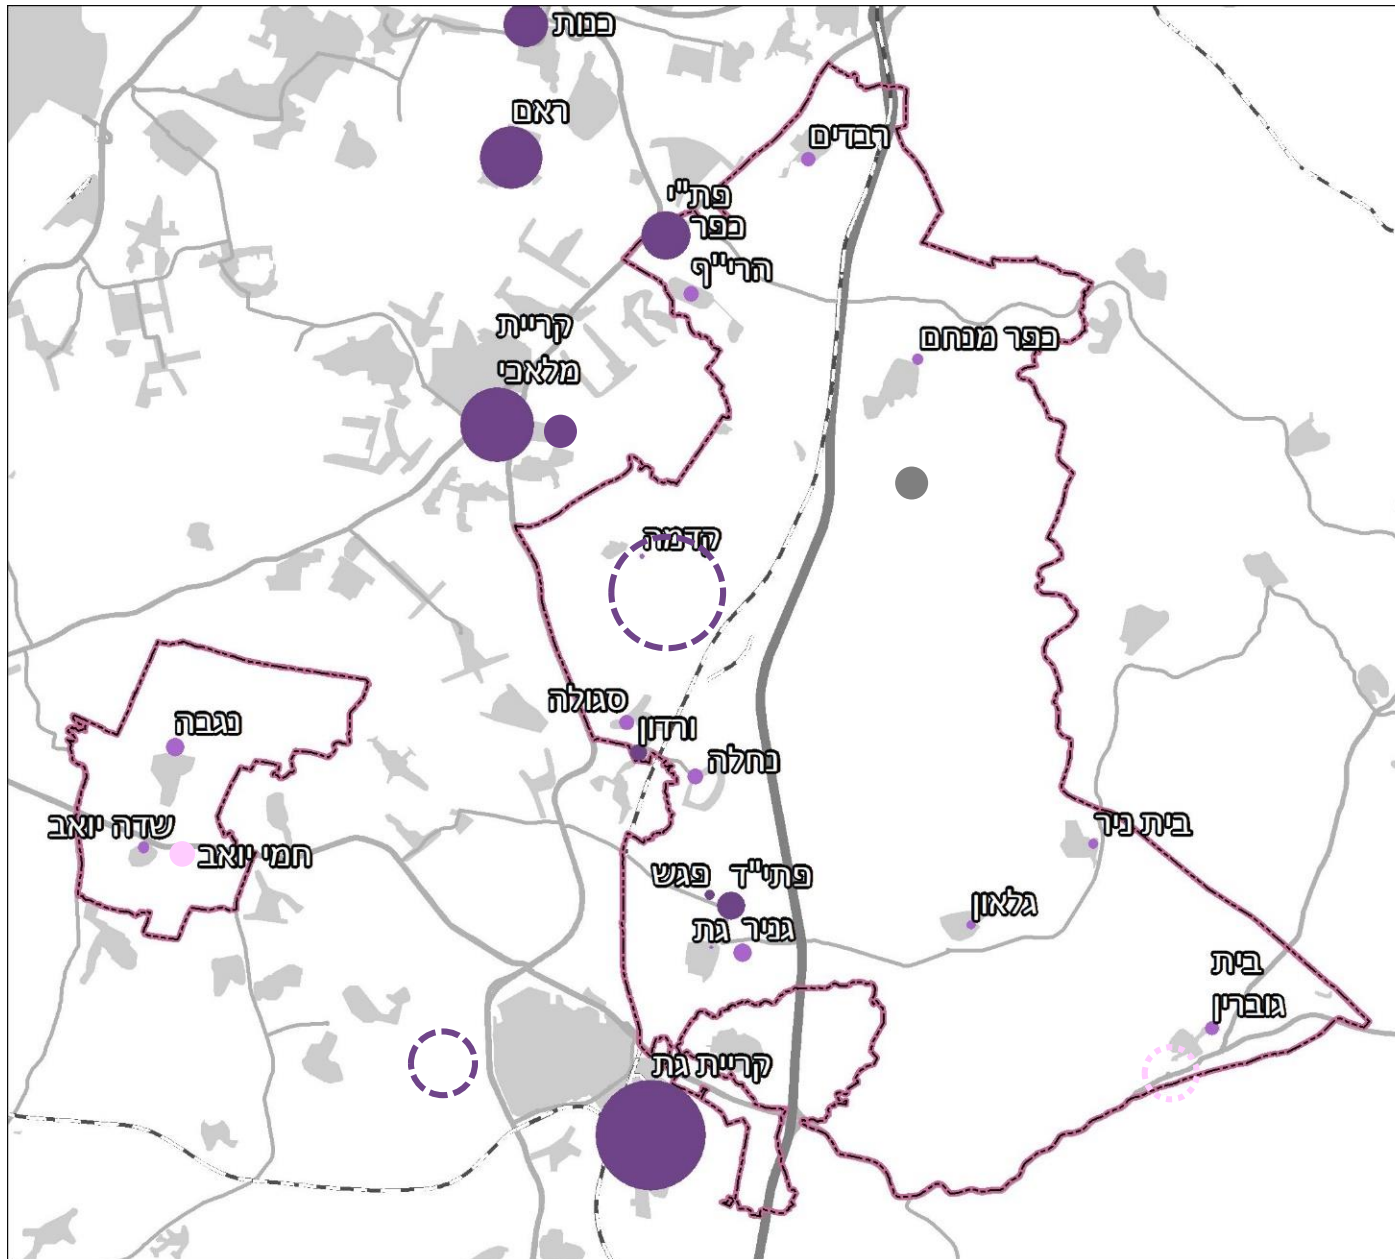 כנות
ראם
רבדים
פת"י
כפר
הרי"ף
קריית
מלאכי
כפר מנחם
קדמה
סגולה
ורדון
נחלה
נגבה
שדה יואב
חמי יואב
בית ניר
פגש
פתי"ד
גת
גניר
גלאון
בית
גוברין
קריית גת